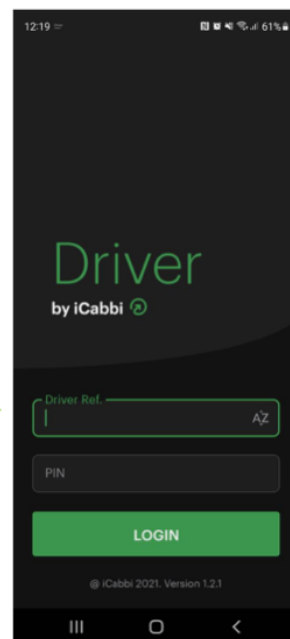 12:19
61%
Driver
by iCabbi
Driver Ref.
AZ
PIN
LOGIN
@ iCabbi 2021. Version 1.2.1